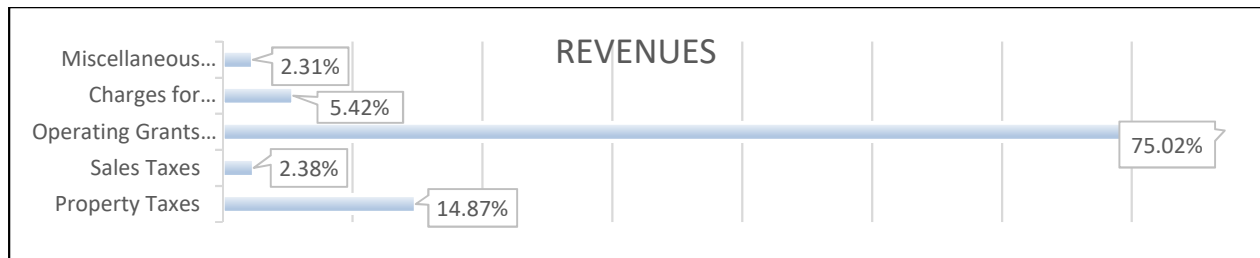 REVENUES
Miscellaneous...
2.31%
Charges for...
5.42%
Operating Grants...
75.02%
Sales Taxes
2.38%
Property Taxes
14.87%